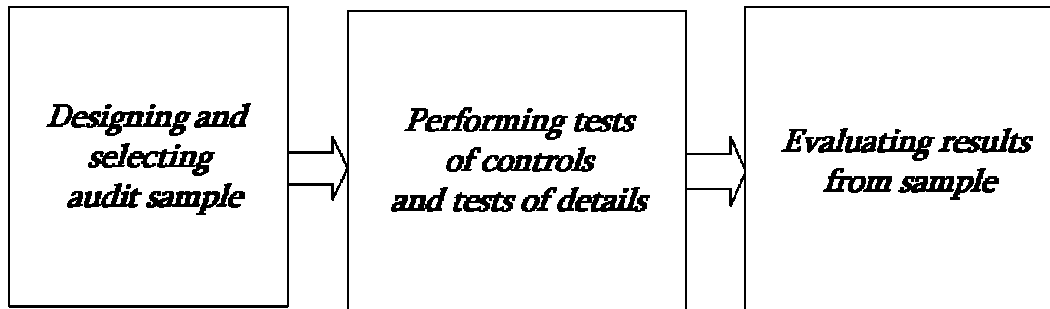 Designing and
selecting
audit sample
Performing tests
of controls
and tests of details
Evaluating results
from sample